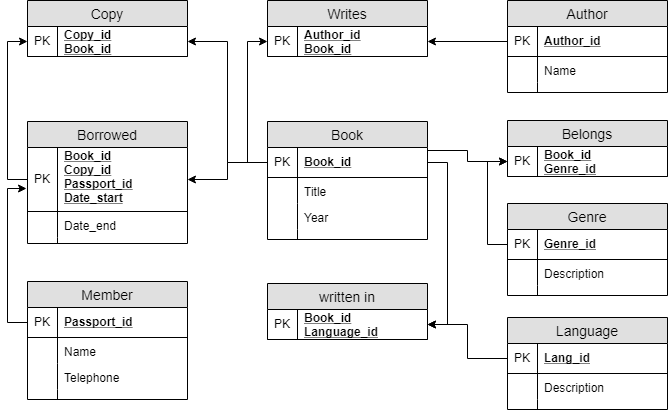 Copy
PK
Copy_id
Book_id
Writes
PK
Author_id
Book_id
Author
PK
Author_id
Name
Borrowed
PK
Book_id
Copy_id
Passport_id
Date_start
Date_end
Book
PK
Book_id
Title
Year
Belongs
PK
Book_id
Genre_id
Genre
PK
Genre_id
Description
Member
PK
Passport_id
Name
Telephone
written in
PK
Book_id
Language_id
Language
PK
Lang_id
Description